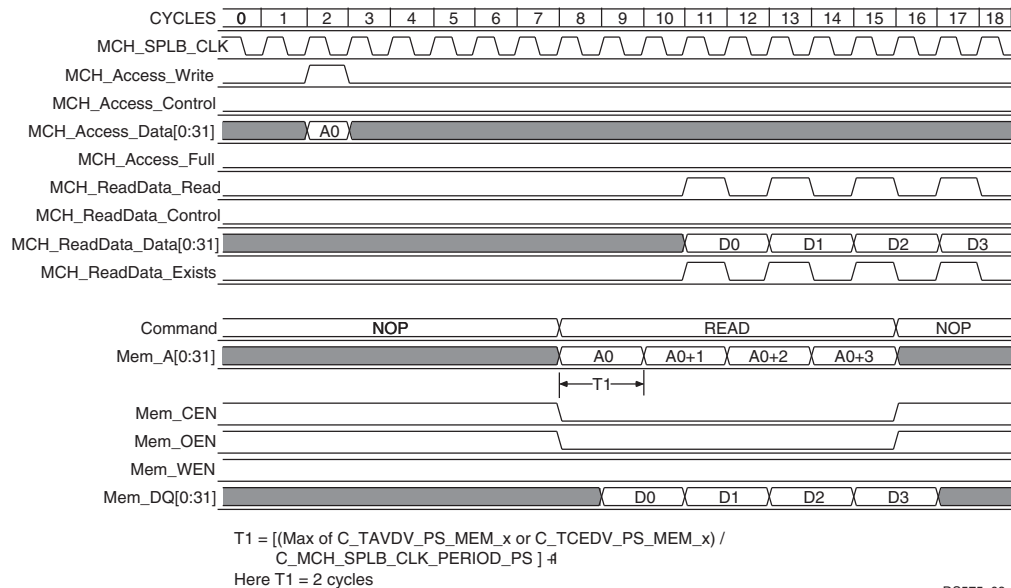 CYCLES 0 1 2 3 4 5 6 7 8 9 10 11 12 13 14 15 16 17 18
MCH_SPLB_CLK
MCH_Access_Write
MCH_Access_Control
MCH_Access_Data[0:31] A0
MCH_Access_Full
MCH_ReadData_Read
MCH_ReadData_Control
MCH_ReadData_Data[0:31] D0 D1 D2 D3
MCH_ReadData_Exists
Command NOP READ NOP
Mem_A[0:31] A0 A0+1 A0+2 A0+3
T1
Mem_CEN
Mem_OEN
Mem_WEN
Mem_DQ[0:31] D0 D1 D2 D3
T1 = [(Max of C_TAVDV_PS_MEM_x or C_TCEDV_PS_MEM_x) /
C_MCH_SPLB_CLK_PERIOD_PS ] +1
Here T1 = 2 cycles